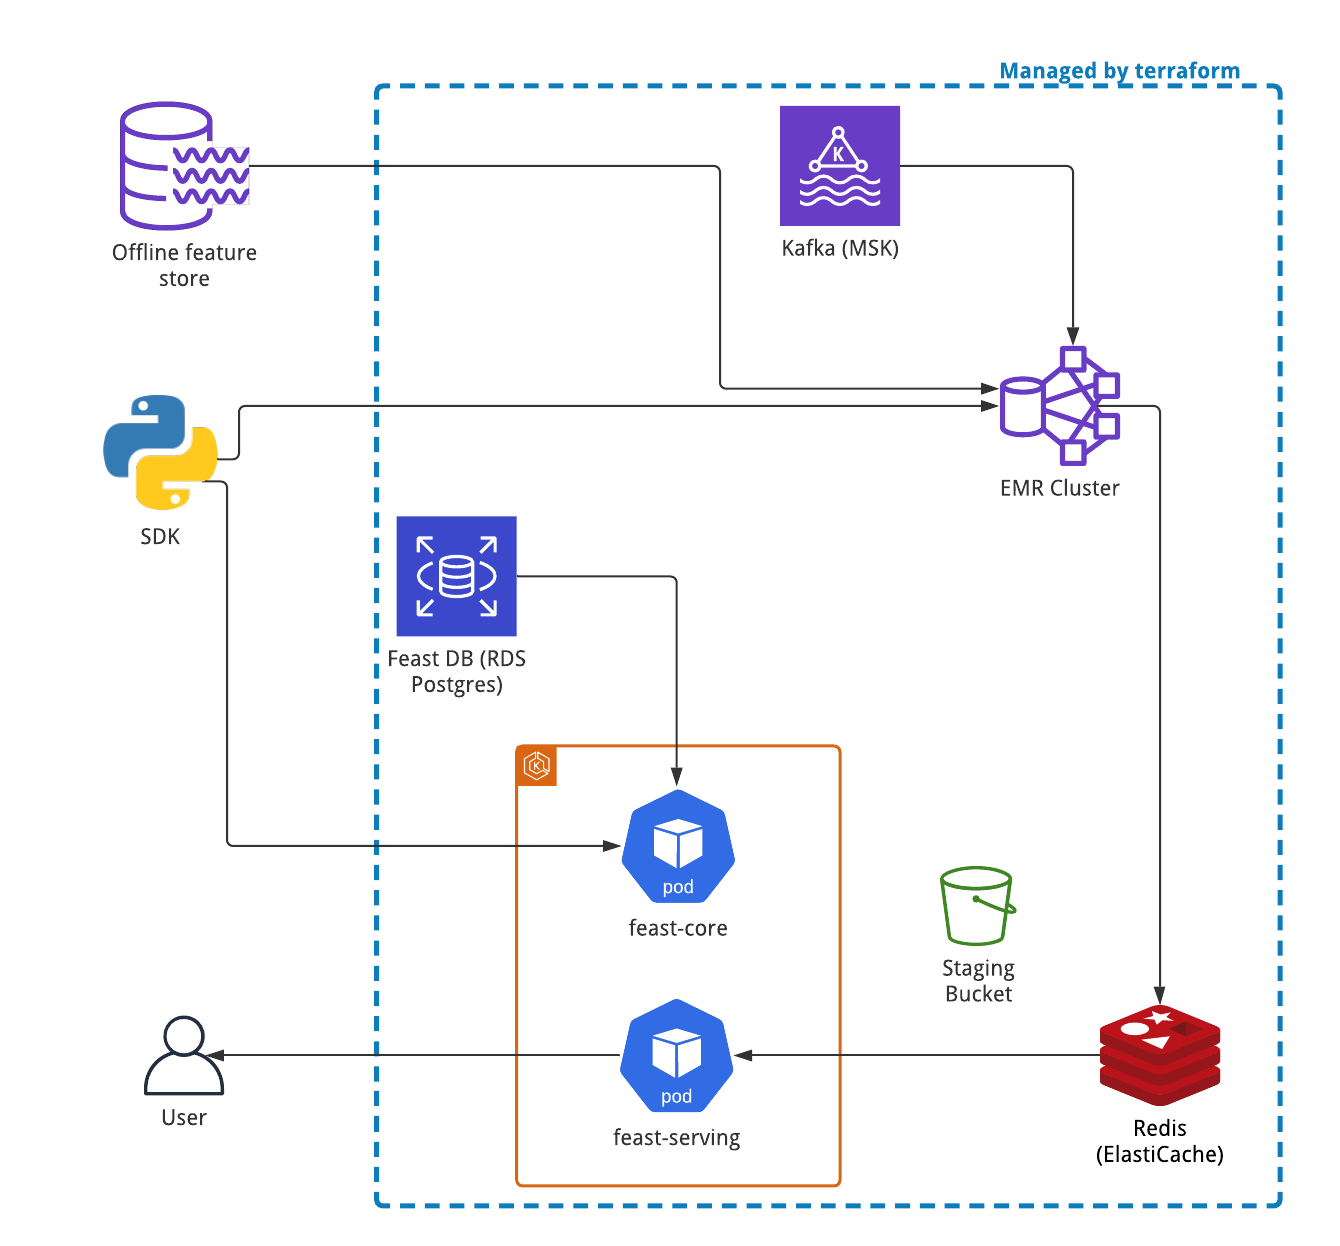 Managed by terraform
K
Kafka (MSK)
Offline feature
store
EMR Cluster
SDK
Feast DB (RDS
Postgres)
K
pod
feast-core
Staging
Bucket
pod
feast-serving
User
Redis
(ElastiCache)